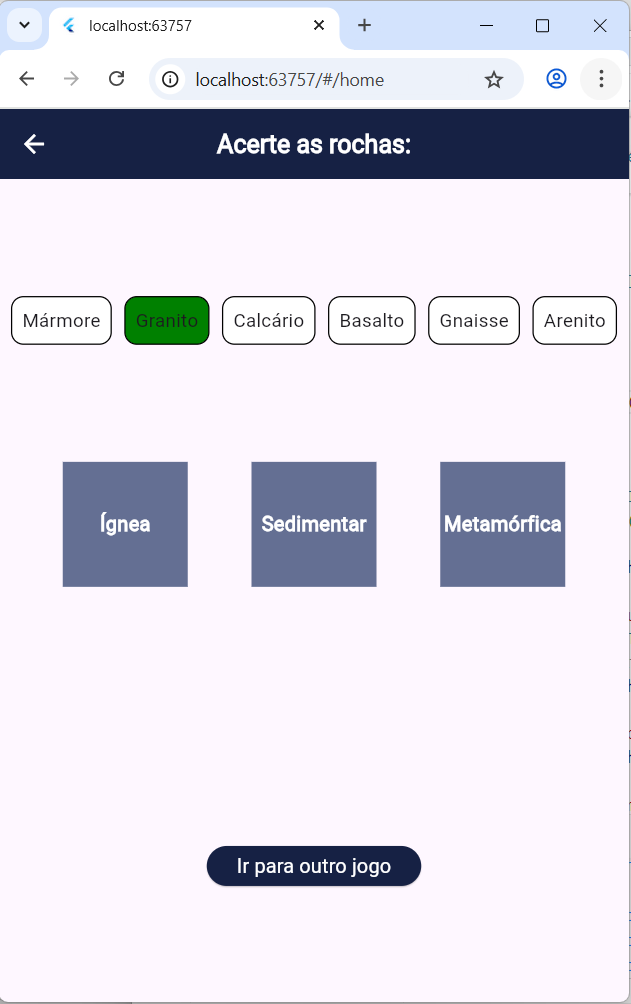 localhost:63757
localhost:63757/#/home
Acerte as rochas:
Mármore Granito Calcário Basalto Gnaisse Arenito
Ígnea Sedimentar Metamórfica
Ir para outro jogo